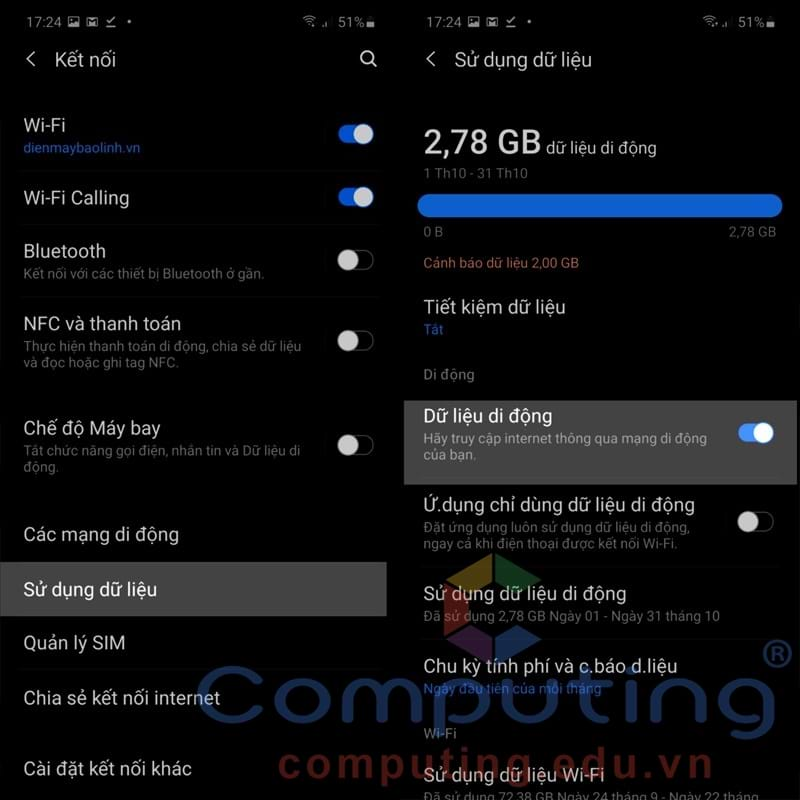 17:24
51%
Kết nối
Wi-Fi
dienmaybaolinh.vn
Wi-Fi Calling
Bluetooth
Kết nối với các thiết bị Bluetooth ở gần.
NFC và thanh toán
Thực hiện thanh toán di động, chia sẻ dữ liệu
và đọc hoặc ghi tag NFC.
Chế độ Máy bay
Tắt chức năng gọi điện, nhắn tin và Dữ liệu di
động.
Các mạng di động
Sử dụng dữ liệu
Quản lý SIM
Chia sẻ kết nối internet
Cài đặt kết nối khác
17:24
51%
Sử dụng dữ liệu
2,78 GB dữ liệu di động
1 Th10 - 31 Th10
0 B
2,78 GB
Cảnh báo dữ liệu 2,00 GB
Tiết kiệm dữ liệu
Tắt
Di động
Dữ liệu di động
Hãy truy cập internet thông qua mạng di động
của bạn.
Ứ.dụng chỉ dùng dữ liệu di động
Đặt ứng dụng luôn sử dụng dữ liệu di động,
ngay cả khi điện thoại được kết nối Wi-Fi.
Sử dụng dữ liệu di động
Đã sử dụng 2,78 GB Ngày 01 - Ngày 31 tháng 10
Chu kỳ tính phí và c.báo d.liệu
Ngày đầu tiên của mỗi tháng
Wi-Fi
Sử dụng dữ liệu Wi-Fi
Đã sử dụng 72,38 GB Ngày 24 tháng 9 - Ngày 22 tháng
Computing®
computing.edu.vn